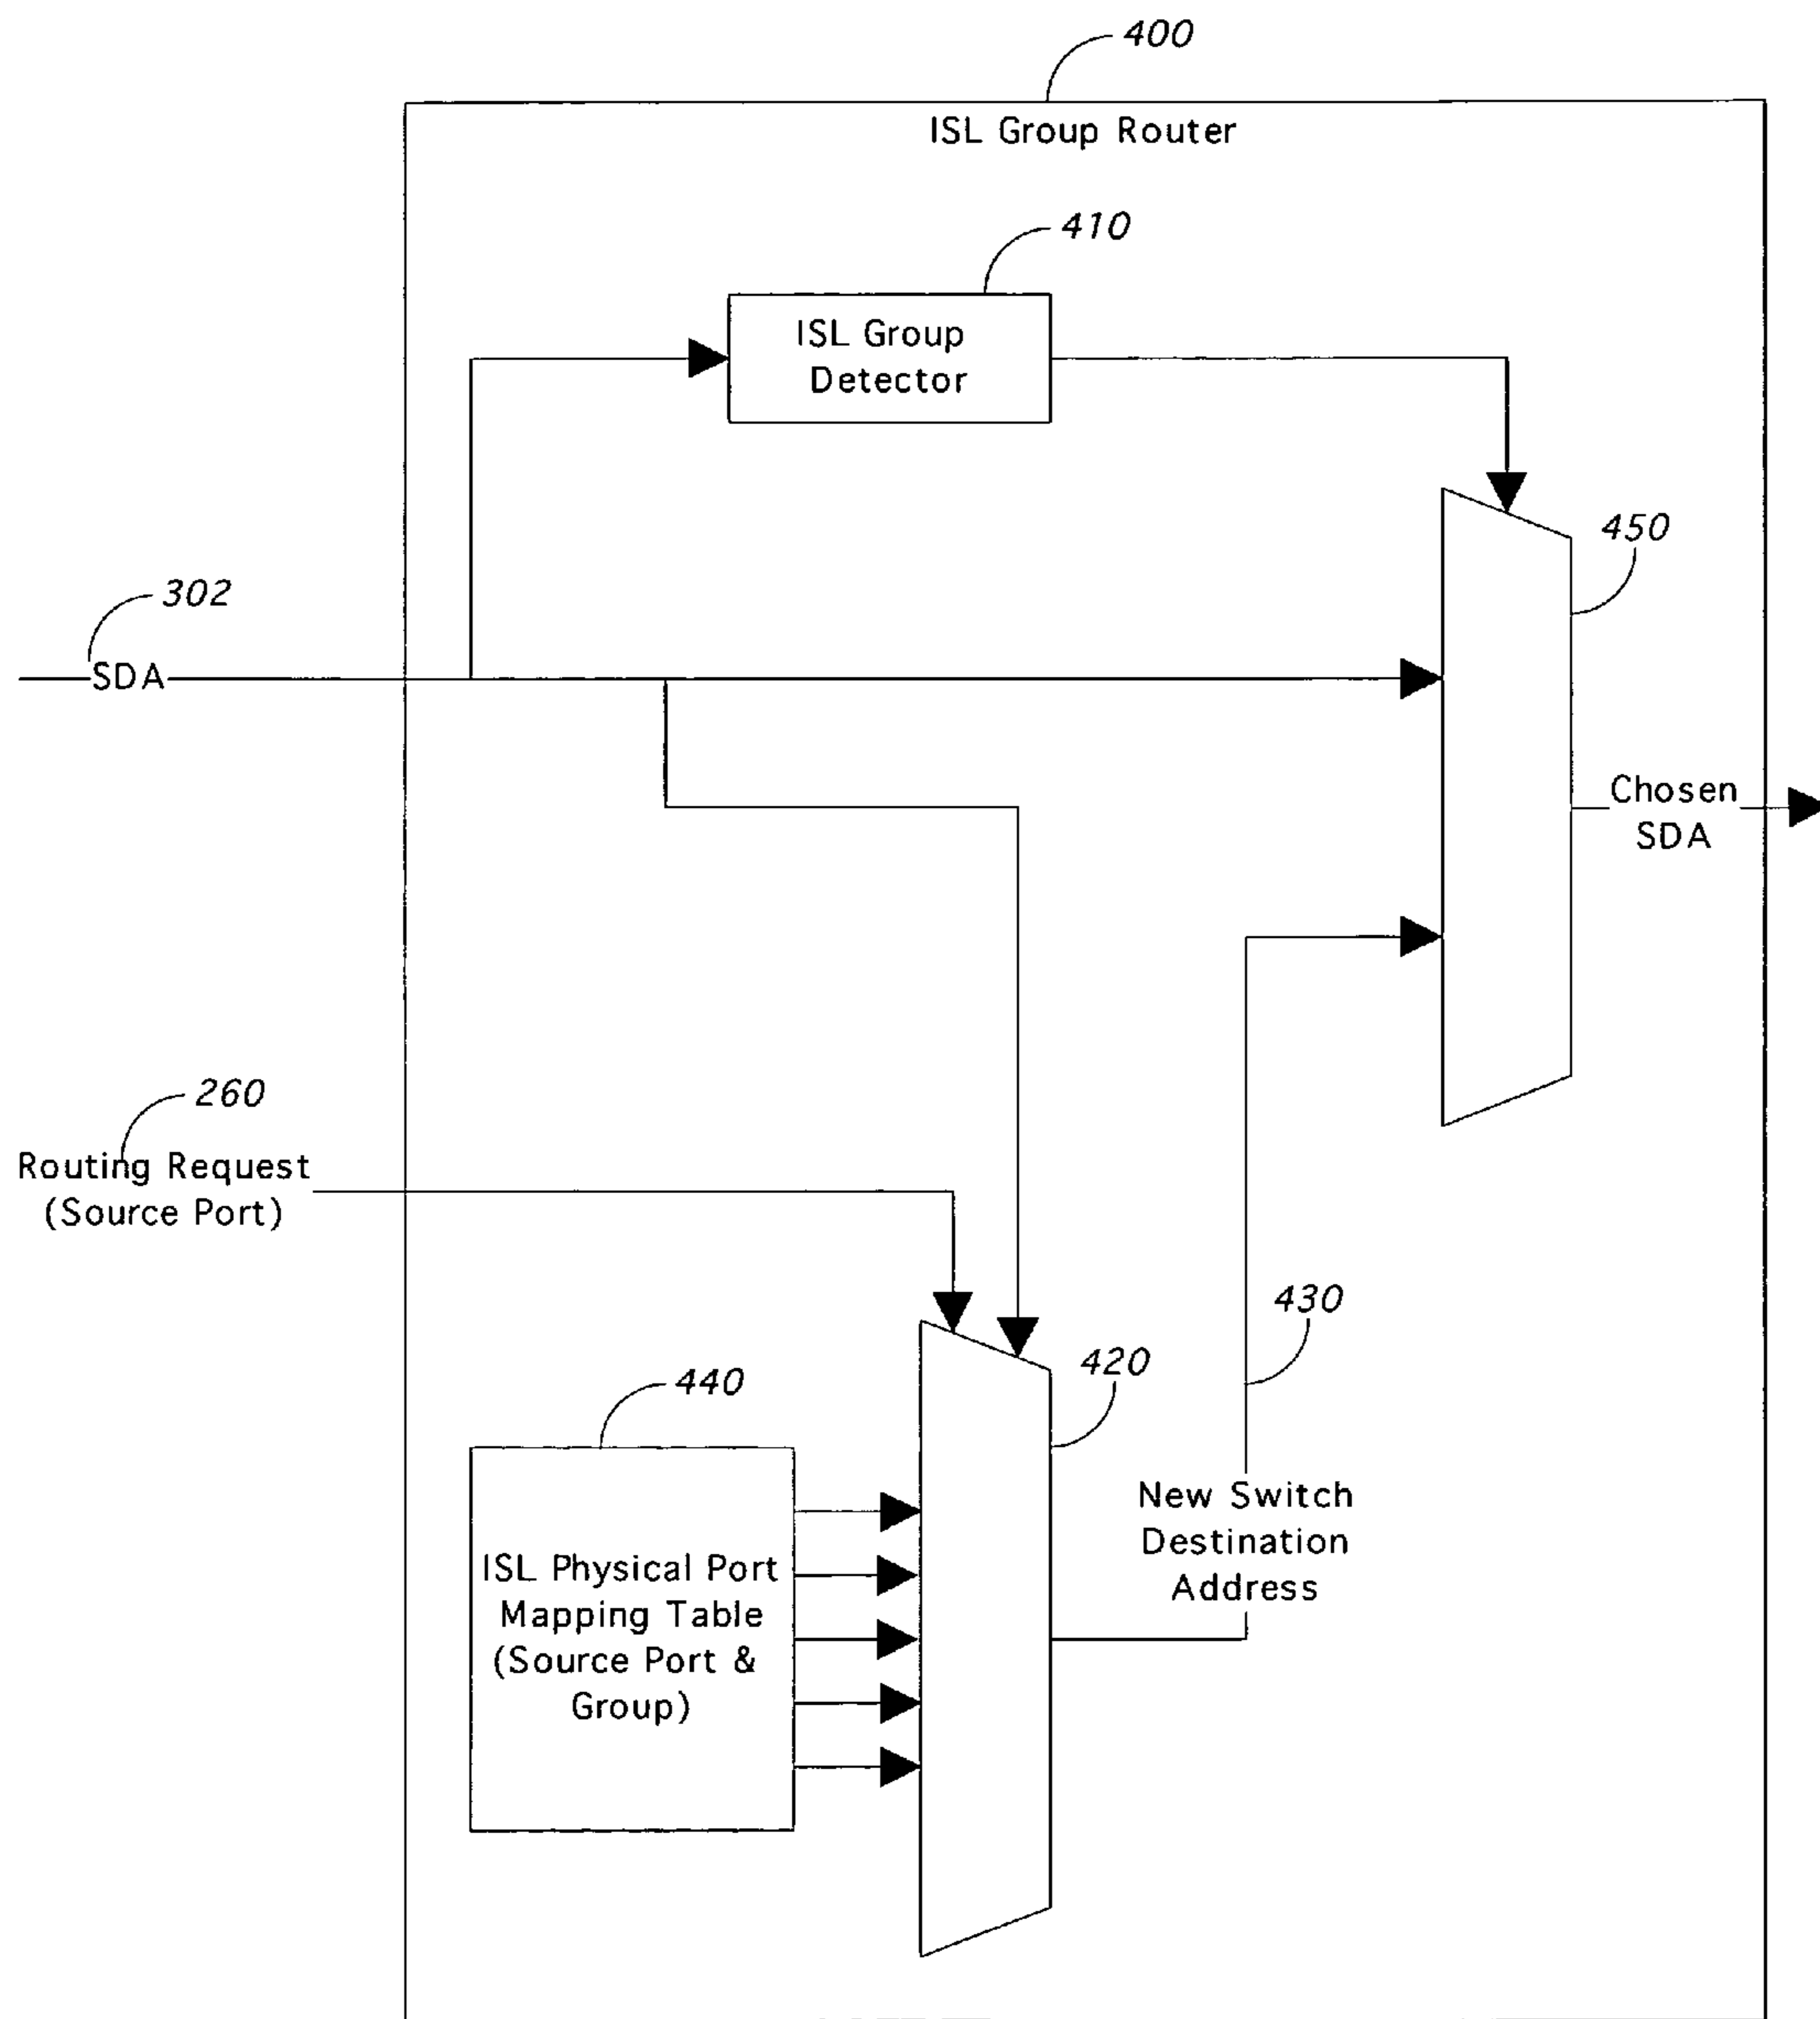 400
ISL Group Router
410
ISL Group
Detector
450
302
SDA
Chosen
SDA
260
Routing Request
(Source Port)
430
420
440
New Switch
Destination
Address
ISL Physical Port
Mapping Table
(Source Port &
Group)